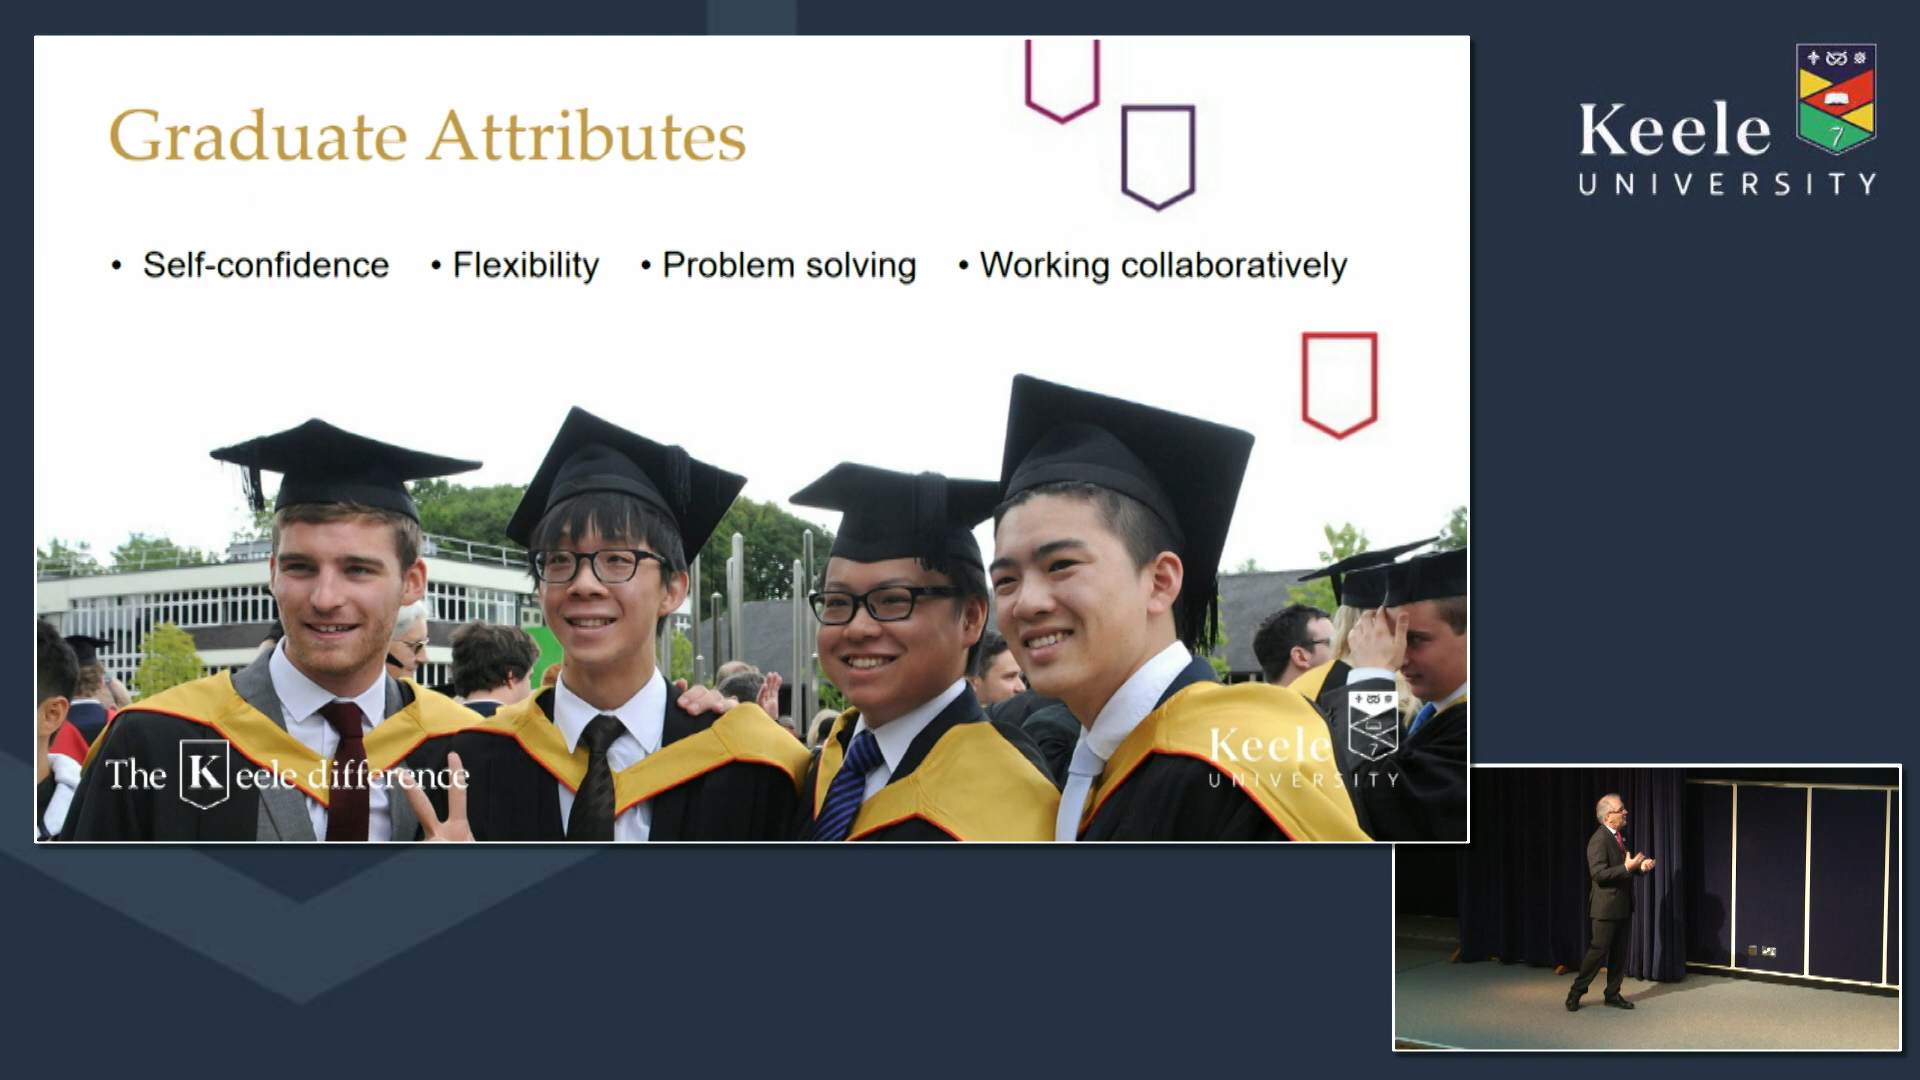 Graduate Attributes
• Self-confidence • Flexibility • Problem solving • Working collaboratively
The Keele difference
Keele
UNIVERSITY
Keele
UNIVERSITY